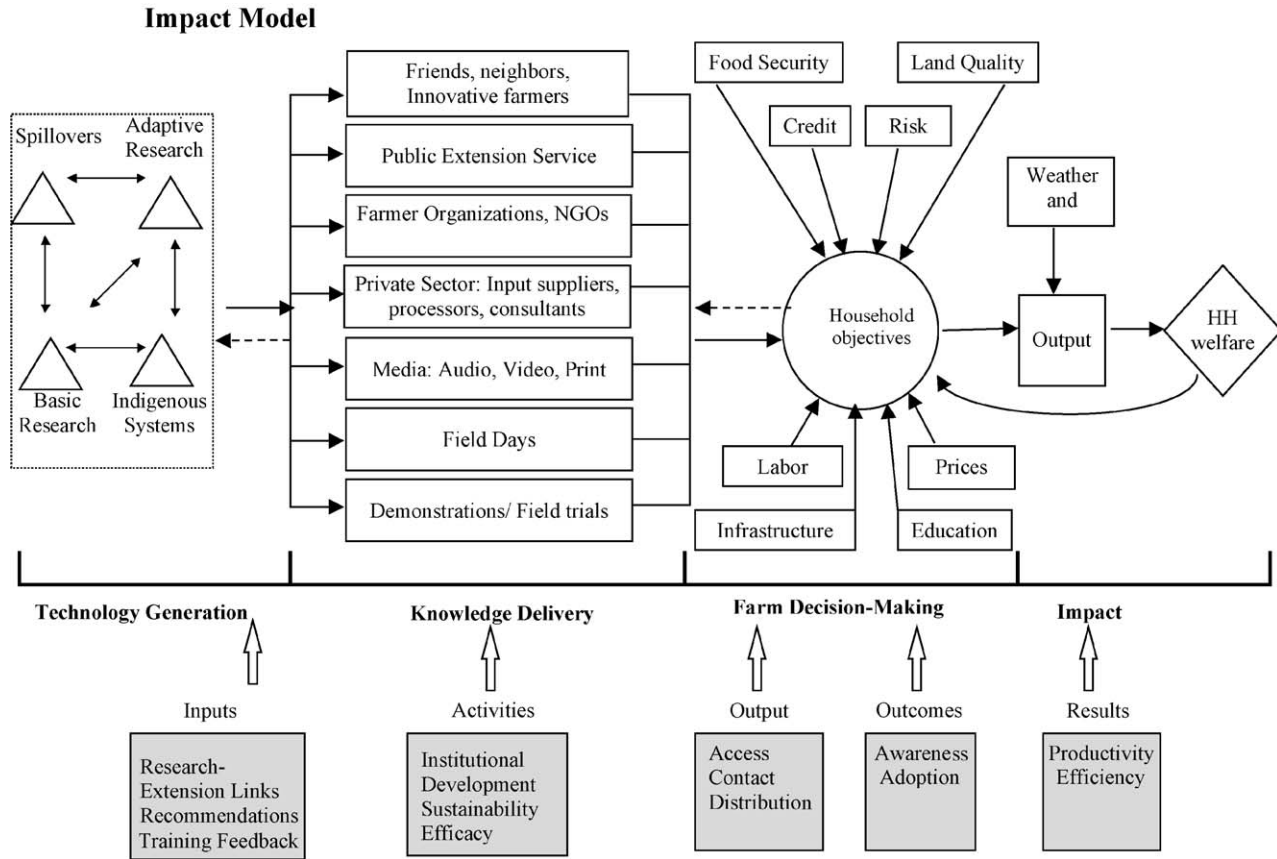 Impact Model
Spillovers
Adaptive
Research
Basic
Research
Indigenous
Systems
Friends, neighbors,
Innovative farmers
Public Extension Service
Farmer Organizations, NGOs
Private Sector: Input suppliers,
processors, consultants
Media: Audio, Video, Print
Field Days
Demonstrations/ Field trials
Food Security
Land Quality
Credit
Risk
Household
objectives
Labor
Prices
Infrastructure
Education
Weather
and
Output
HH
welfare
Technology Generation
Knowledge Delivery
Farm Decision-Making
Impact
Inputs
Activities
Output
Outcomes
Results
Research-
Extension Links
Recommendations
Training Feedback
Institutional
Development
Sustainability
Efficacy
Access
Contact
Distribution
Awareness
Adoption
Productivity
Efficiency